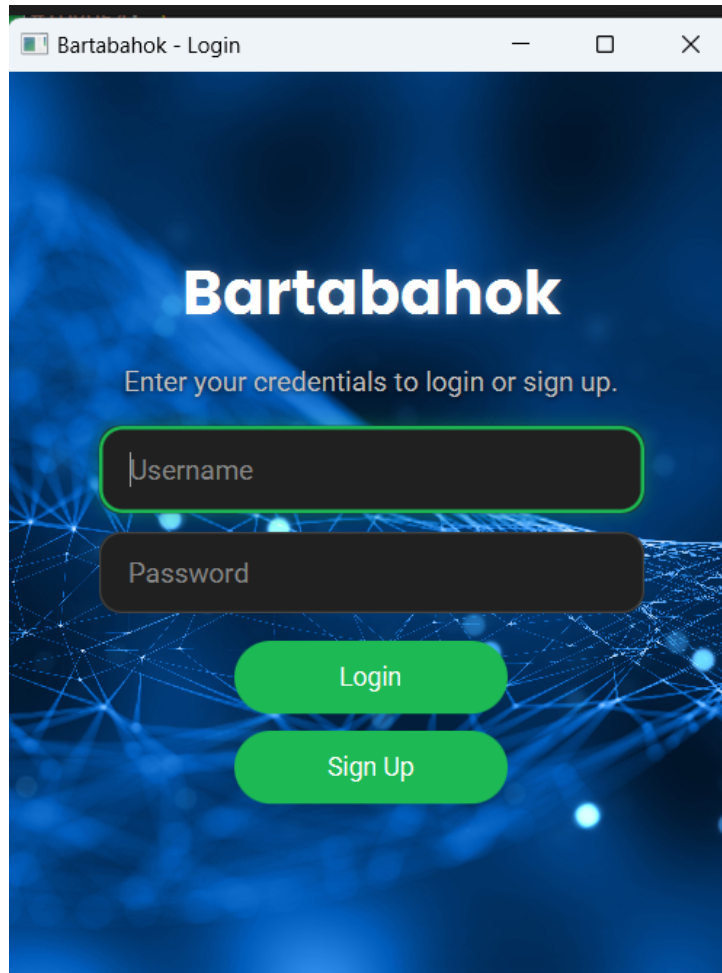 Bartabahok - Login
Bartabahok
Enter your credentials to login or sign up.
Username
Password
Login
Sign Up